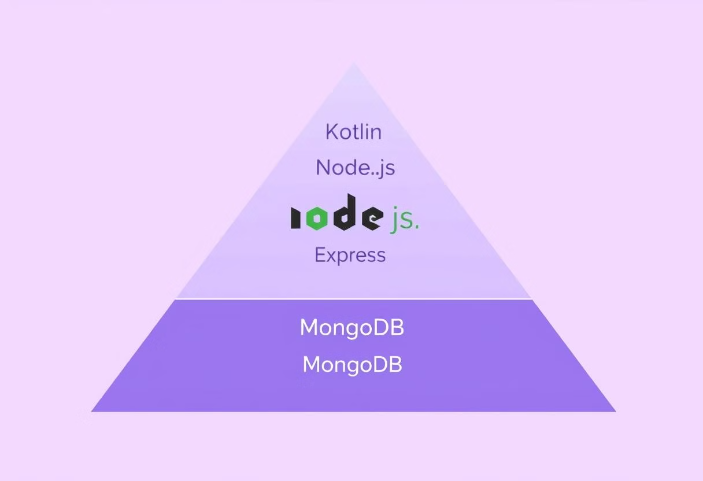 Kotlin
Node..js
node js.
Express
MongoDB
MongoDB